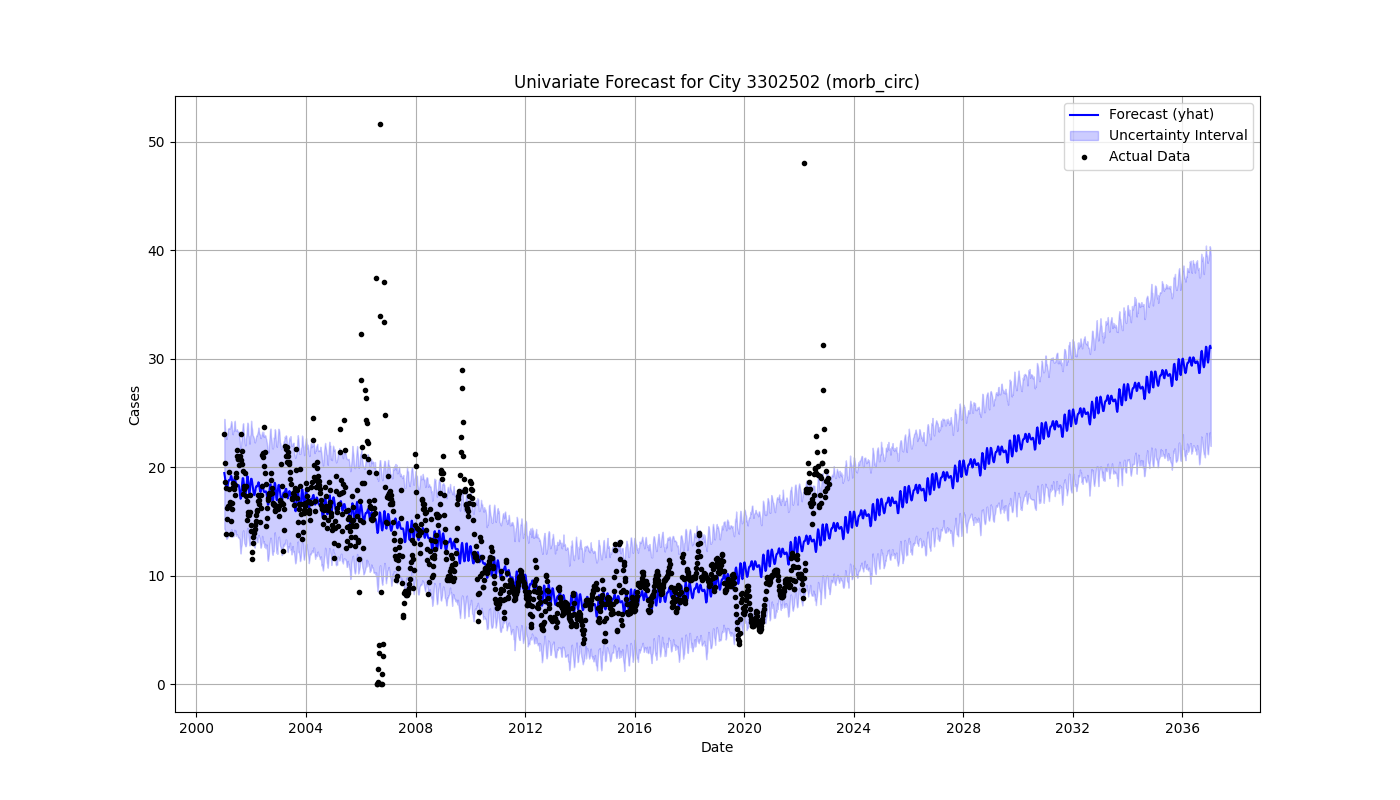 Univariate Forecast for City 3302502 (morb_circ)
Forecast (yhat)
Uncertainty Interval
Actual Data
Cases
50
40
30
20
10
0
2000 2004 2008 2012 2016 2020 2024 2028 2032 2036
Date